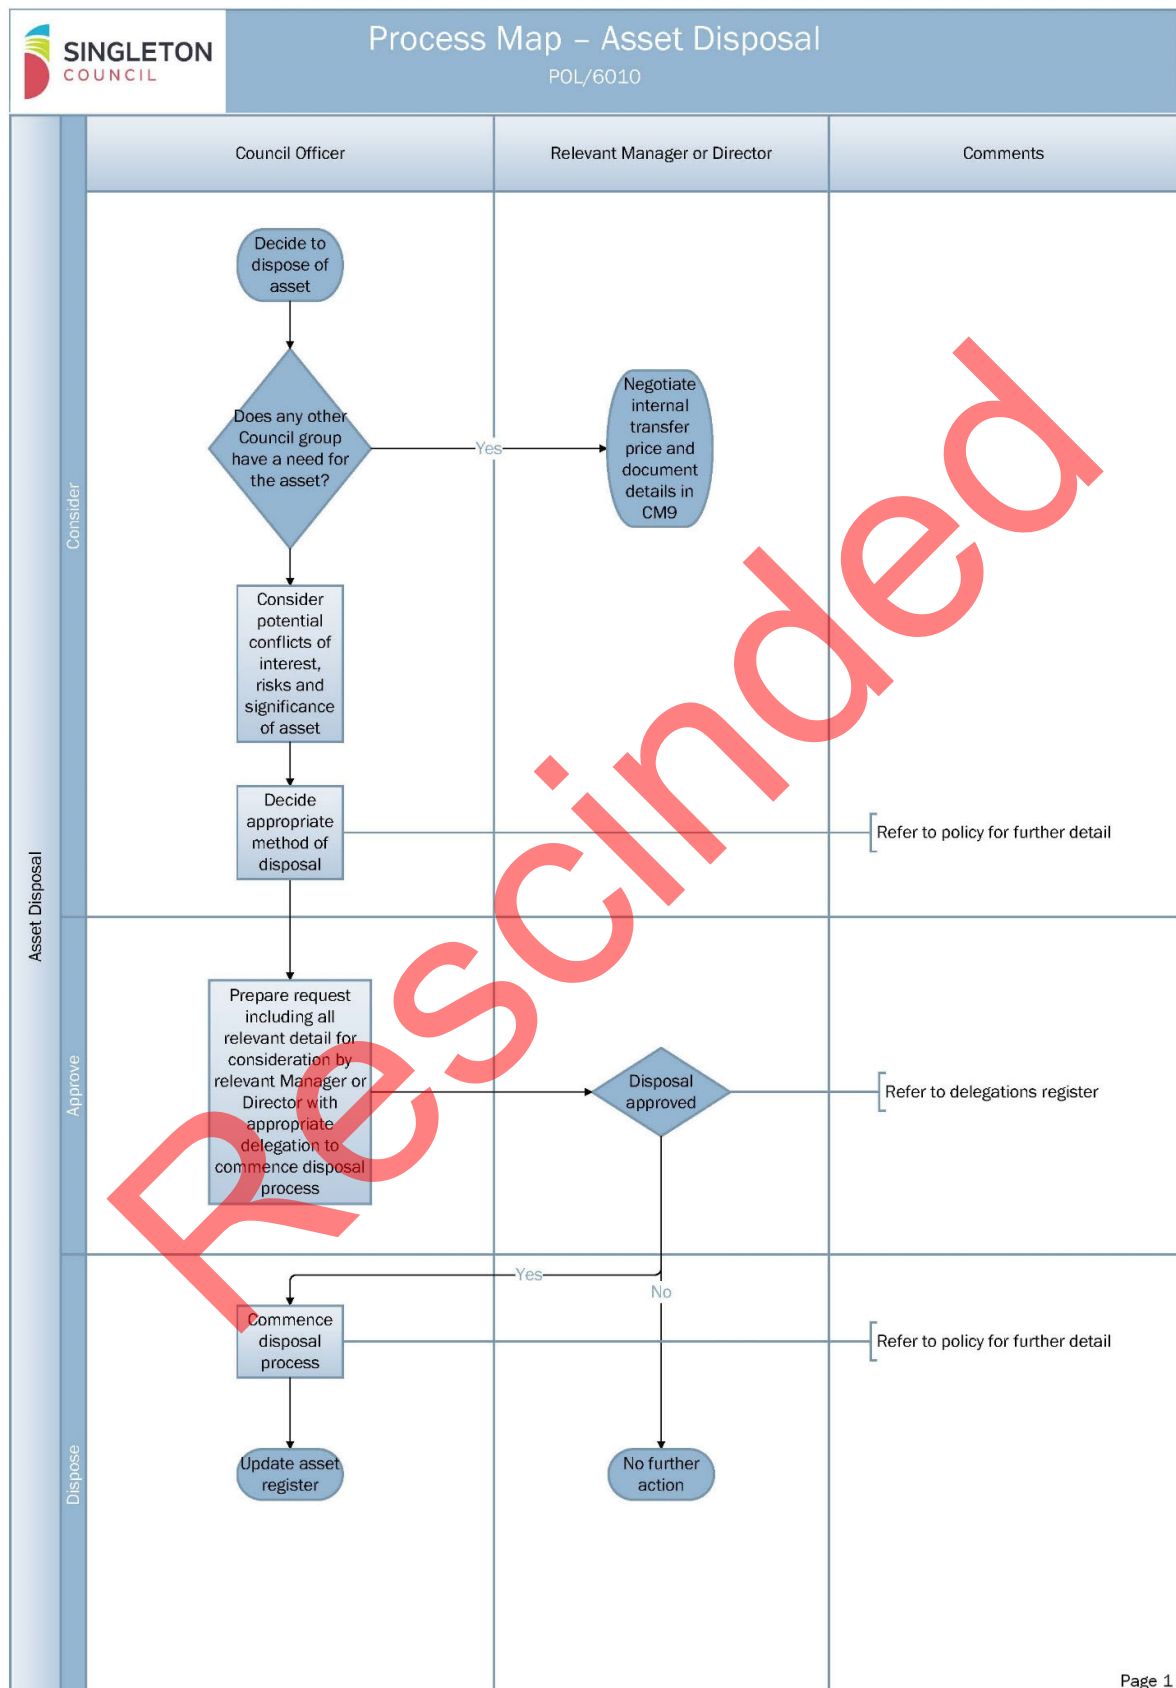 SINGLETON
COUNCIL
Process Map – Asset Disposal
POL/6010
Council Officer
Relevant Manager or Director
Comments
Asset Disposal
Consider
Decide to
dispose of
asset
Does any other
Council group
have a need for
the asset?
Yes
Negotiate
internal
transfer
price and
document
details in
CM9
Consider
potential
conflicts of
interest,
risks and
significance
of asset
Decide
appropriate
method of
disposal
Refer to policy for further detail
Approve
Prepare request
including all
relevant detail for
consideration by
relevant Manager or
Director with
appropriate
delegation to
commence disposal
process
Disposal
approved
Refer to delegations register
Dispose
Yes
No
Commence
disposal
process
Refer to policy for further detail
Update asset
register
No further
action
Rescinded
Page 1